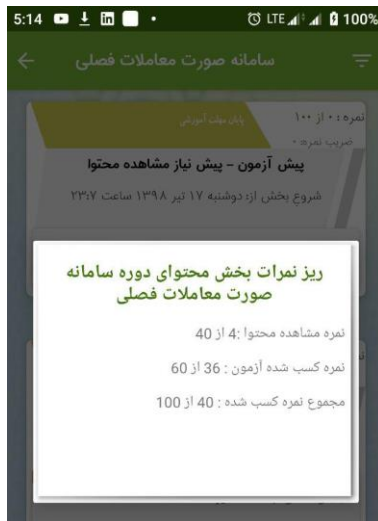 5:14 LTE 100%
سامانه صورت معاملات فصلی
نمره : ۰ از ۱۰۰
پایان مهلت آموزشی
ضریب نمره ۰
پیش آزمون – پیش نیاز مشاهده محتوا
شروع بخش از: دوشنبه ۱۷ تیر ۱۳۹۸ ساعت ۲۳:۷
ریز نمرات بخش محتوای دوره سامانه
صورت معاملات فصلی
نمره مشاهده محتوا :4 از 40
نمره کسب شده آزمون : 36 از 60
مجموع نمره کسب شده : 40 از 100